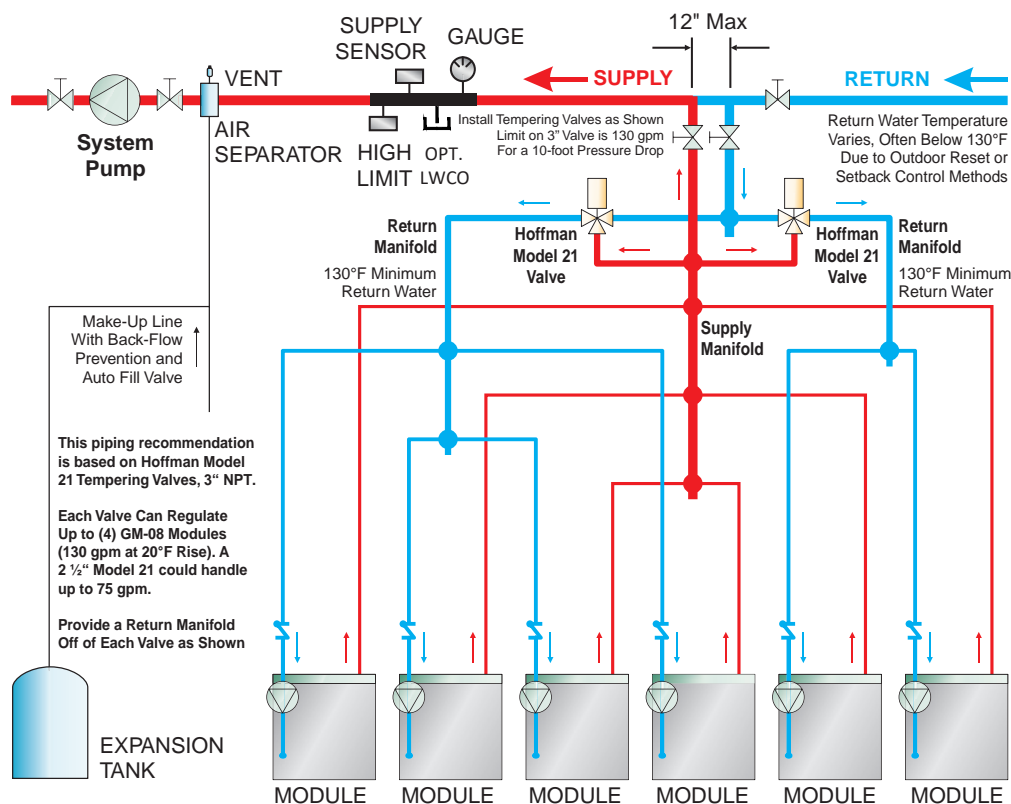 12" Max
SUPPLY
SENSOR
GAUGE
VENT
SUPPLY
RETURN
System
Pump
AIR
SEPARATOR
HIGH
LIMIT
OPT.
LWCO
Install Tempering Valves as Shown
Limit on 3" Valve is 130 gpm
For a 10-foot Pressure Drop
Return Water Temperature
Varies, Often Below 130°F
Due to Outdoor Reset or
Setback Control Methods
Return
Manifold
130°F Minimum
Return Water
Hoffman
Model 21
Valve
Hoffman
Model 21
Valve
Return
Manifold
130°F Minimum
Return Water
Supply
Manifold
Make-Up Line
With Back-Flow
Prevention and
Auto Fill Valve
This piping recommendation
is based on Hoffman Model
21 Tempering Valves, 3“ NPT.
Each Valve Can Regulate
Up to (4) GM-08 Modules
(130 gpm at 20°F Rise). A
2 ½“ Model 21 could handle
up to 75 gpm.
Provide a Return Manifold
Off of Each Valve as Shown
EXPANSION
TANK
MODULE
MODULE
MODULE
MODULE
MODULE
MODULE